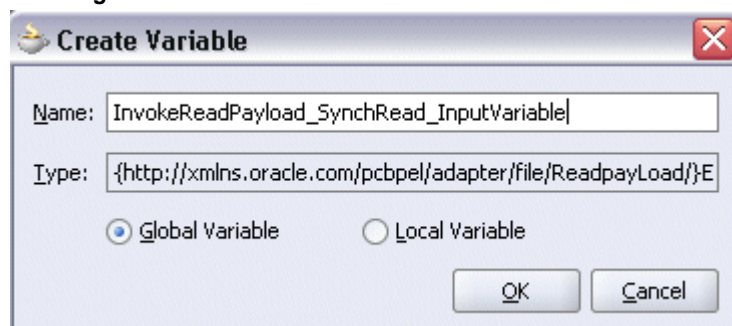 Create Variable
Name: InvokeReadPayload_SynchRead_InputVariable
Type: {http://xmlns.oracle.com/pcbpel/adapter/file/ReadpayLoad/}E
Global Variable Local Variable
OK Cancel